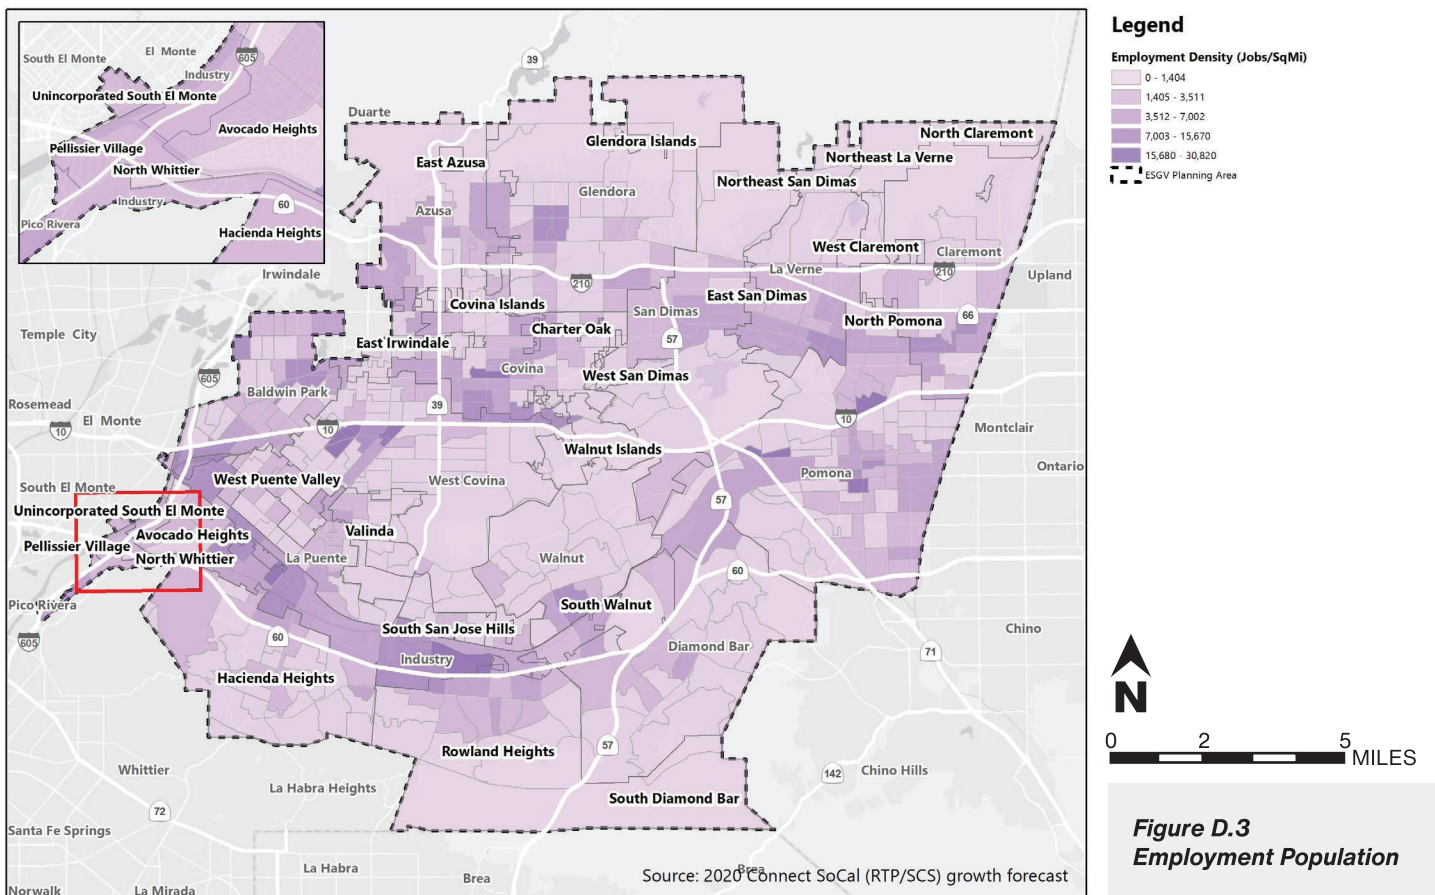 South El Monte
El Monte
605
Industry
Unincorporated South El Monte
Avocado Heights
Pellissier Village
North Whittier
Industry
60
Pico Rivera
Hacienda Heights
39
Duarte
Glendora Islands
North Claremont
East Azusa
Northeast La Verne
Northeast San Dimas
Glendora
Azusa
West Claremont
Claremont
Irwindale
La Verne
210
Upland
210
East San Dimas
Covina Islands
San Dimas
66
North Pomona
Charter Oak
Temple City
East Irwindale
57
Covina
West San Dimas
605
Baldwin Park
Rosemead
39
El Monte
10
10
10
Montclair
Walnut Islands
Ontario
Pomona
West Puente Valley
West Covina
South El Monte
57
Unincorporated South El Monte
Valinda
Avocado Heights
Pellissier Village
North Whittier
La Puente
Walnut
60
Pico Rivera
South Walnut
605
60
South San Jose Hills
Chino
Diamond Bar
71
Industry
Hacienda Heights
57
Rowland Heights
Whittier
142
Chino Hills
La Habra Heights
South Diamond Bar
72
Santa Fe Springs
La Habra
Brea
Brea
Norwalk
La Mirada
Source: 2020 Connect SoCal (RTP/SCS) growth forecast
Legend
Employment Density (Jobs/SqMi)
0 - 1,404
1,405 - 3,511
3,512 - 7,002
7,003 - 15,670
15,680 - 30,820
ESGV Planning Area
N
0 2 5
MILES
Figure D.3
Employment Population